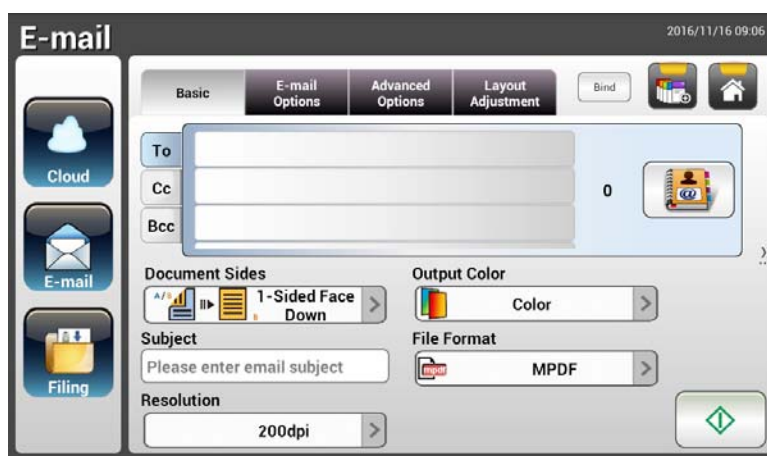 E-mail
2016/11/16 09:06
Basic
E-mail
Options
Advanced
Options
Layout
Adjustment
Bind
Cloud
E-mail
Filing
To
Cc
Bcc
0
@
Document Sides
A/B
B
1-Sided Face
Down
Output Color
Color
Subject
Please enter email subject
File Format
mpdf
MPDF
Resolution
200dpi